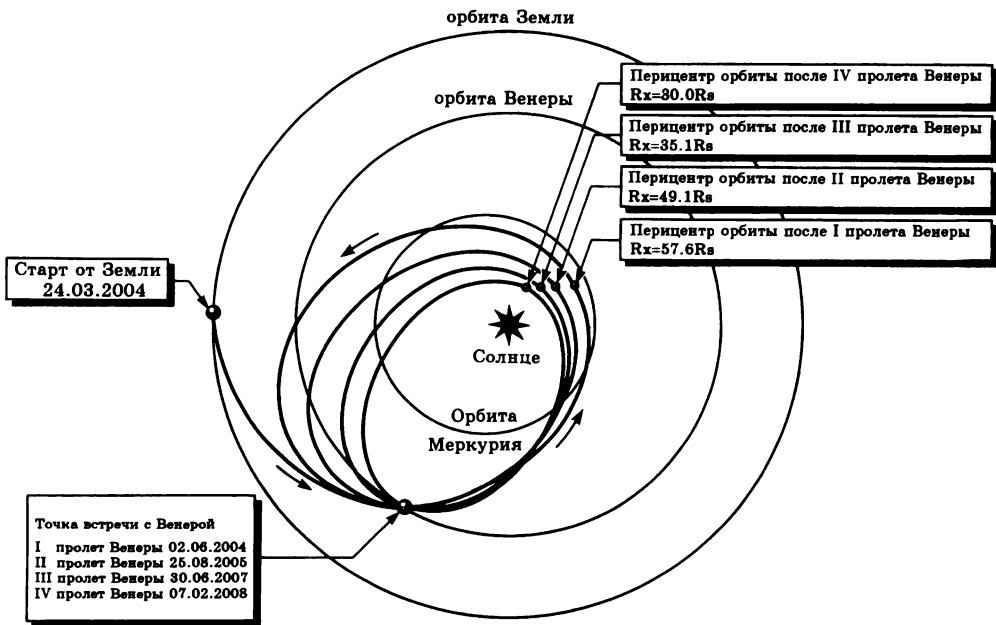 орбита Земли
Перицентр орбиты после IV пролета Венеры
Rx=30.0Rs
орбита Венеры
Перицентр орбиты после III пролета Венеры
Rx=35.1Rs
Перицентр орбиты после II пролета Венеры
Rx=49.1Rs
Перицентр орбиты после I пролета Венеры
Rx=57.6Rs
Старт от Земли
24.03.2004
Солнце
Орбита
Меркурия
Точка встречи с Венерой
I пролет Венеры 02.06.2004
II пролет Венеры 25.08.2005
III пролет Венеры 30.06.2007
IV пролет Венеры 07.02.2008